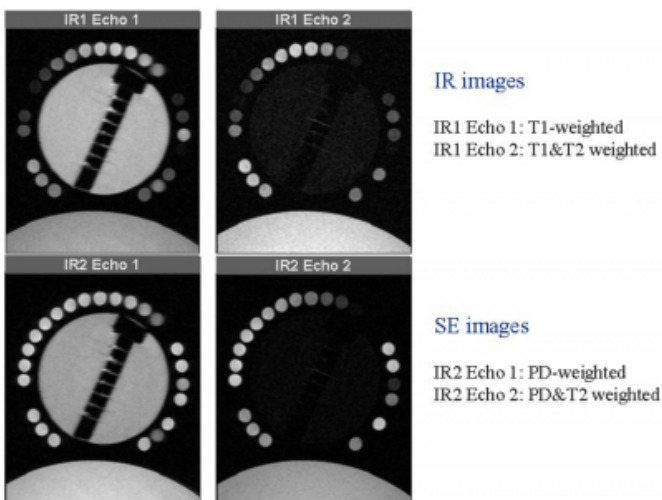 IR1 Echo 1
IR1 Echo 2
IR images
IR1 Echo 1: T1-weighted
IR1 Echo 2: T1&T2 weighted
IR2 Echo 1
IR2 Echo 2
SE images
IR2 Echo 1: PD-weighted
IR2 Echo 2: PD&T2 weighted